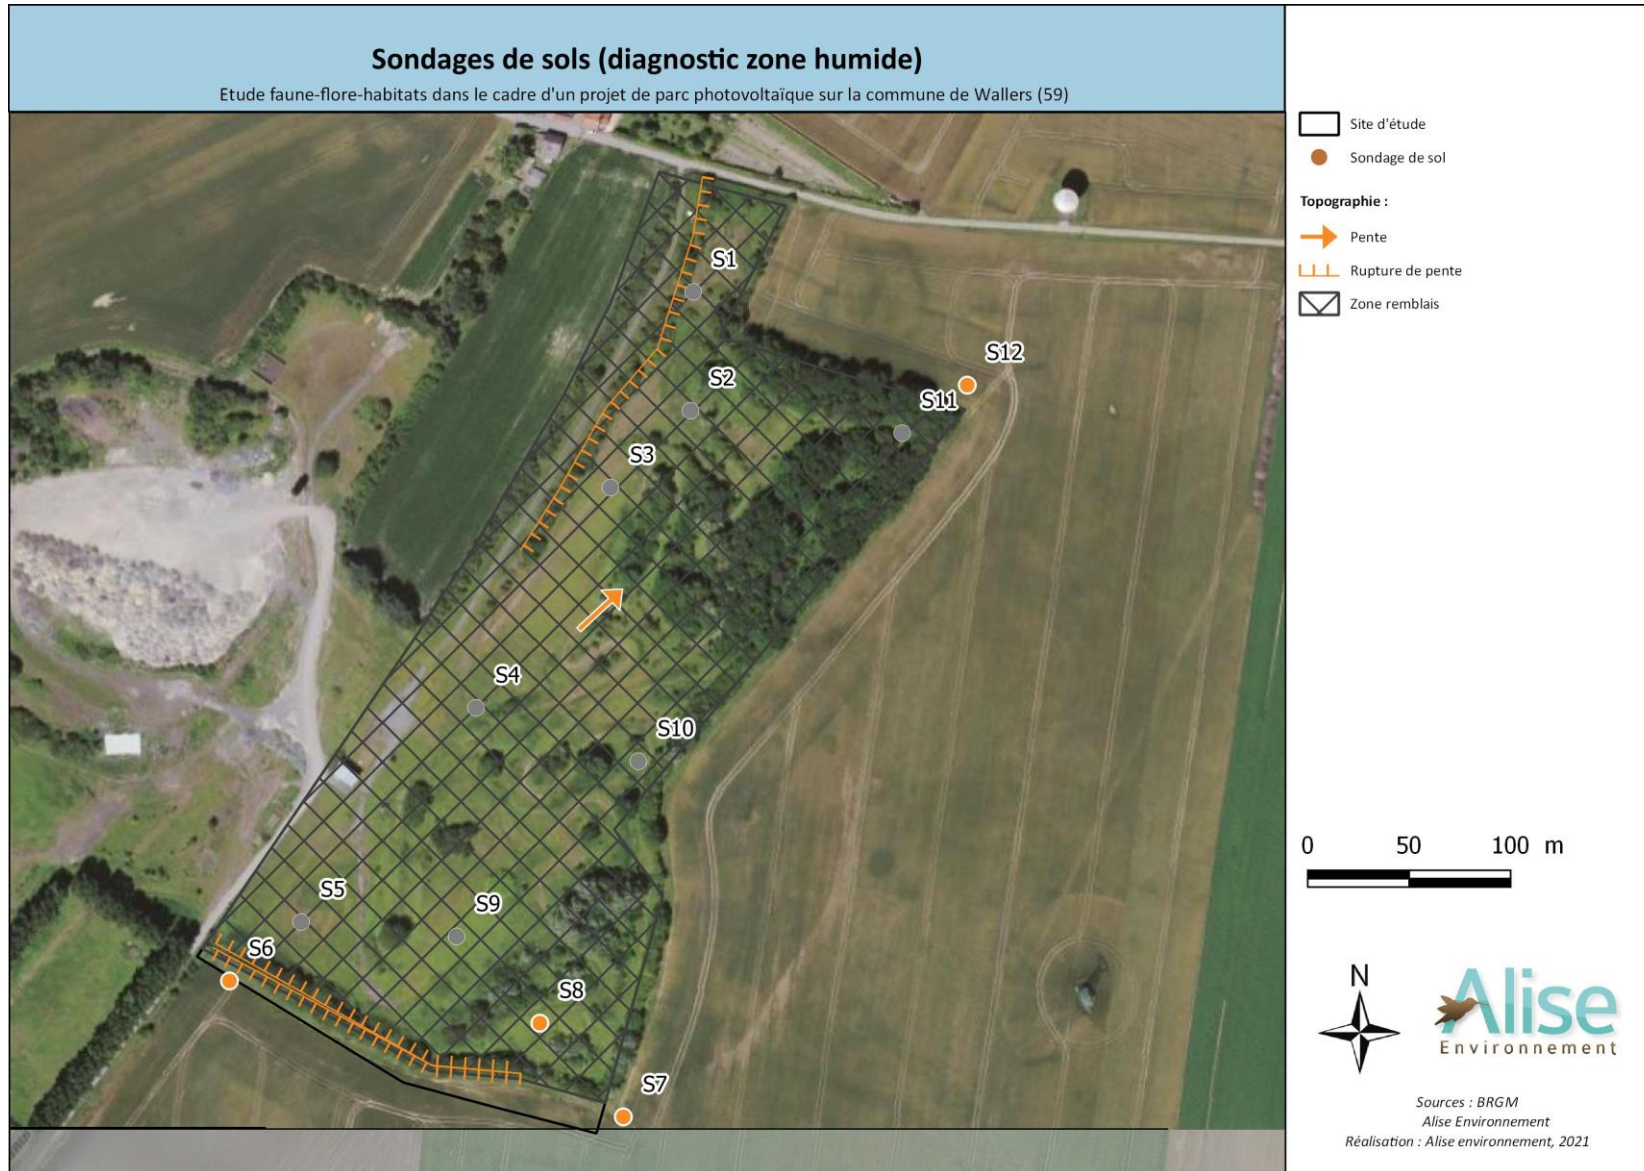 Sondages de sols (diagnostic zone humide)
Etude faune-flore-habitats dans le cadre d'un projet de parc photovoltaïque sur la commune de Wallers (59)
Site d'étude
Sondage de sol
Topographie :
Pente
Rupture de pente
Zone remblais
S1
S12
S2
S11
S3
S4
S10
S5
S9
S6
S8
S7
0 50 100 m
N
Alise
Environnement
Sources : BRGM
Alise Environnement
Réalisation : Alise environnement, 2021